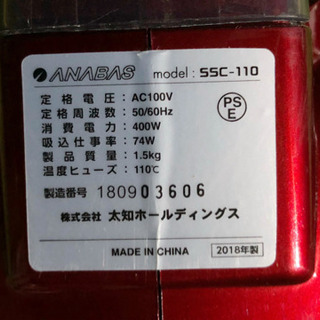 ANABAS model : SSC-110
定格電圧：AC100V
定格周波数：50/60Hz
消費電力：400W
吸込仕事率：74W
製品質量：1.5kg
温度ヒューズ：110℃
PS
E
製造番号 180903606
株式会社 太知ホールディングス
MADE IN CHINA 2018年製